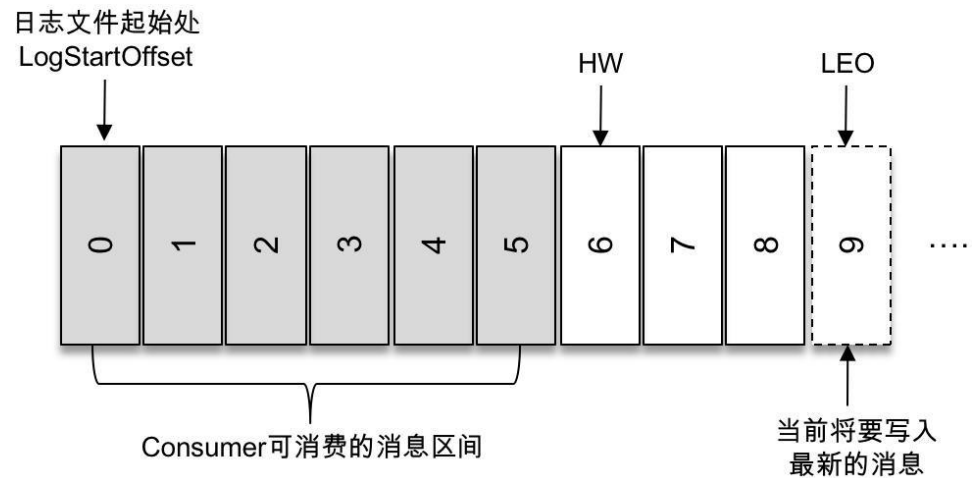 日志文件起始处
LogStartOffset
HW
LEO
0 1 2 3 4 5 6 7 8 9 ....
Consumer可消费的消息区间
当前将要写入
最新的消息